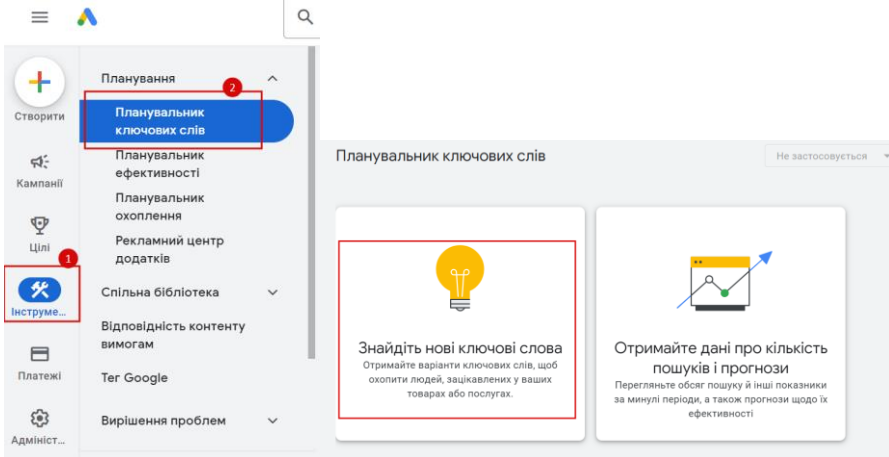 Створити
Кампанії
Цілі
1
Інструме...
Платежі
Адмініст...
Планування
2
Планувальник
ключових слів
Планувальник
ефективності
Планувальник
охоплення
Рекламний центр
додатків
Спільна бібліотека
Відповідність контенту
вимогам
Тег Google
Вирішення проблем
Планувальник ключових слів
Не застосовується
Знайдіть нові ключові слова
Отримайте варіанти ключових слів, щоб
охопити людей, зацікавлених у ваших
товарах або послугах.
Отримайте дані про кількість
пошуків і прогнози
Перегляньте обсяг пошуку й інші показники
за минулі періоди, а також прогнози щодо їх
ефективності